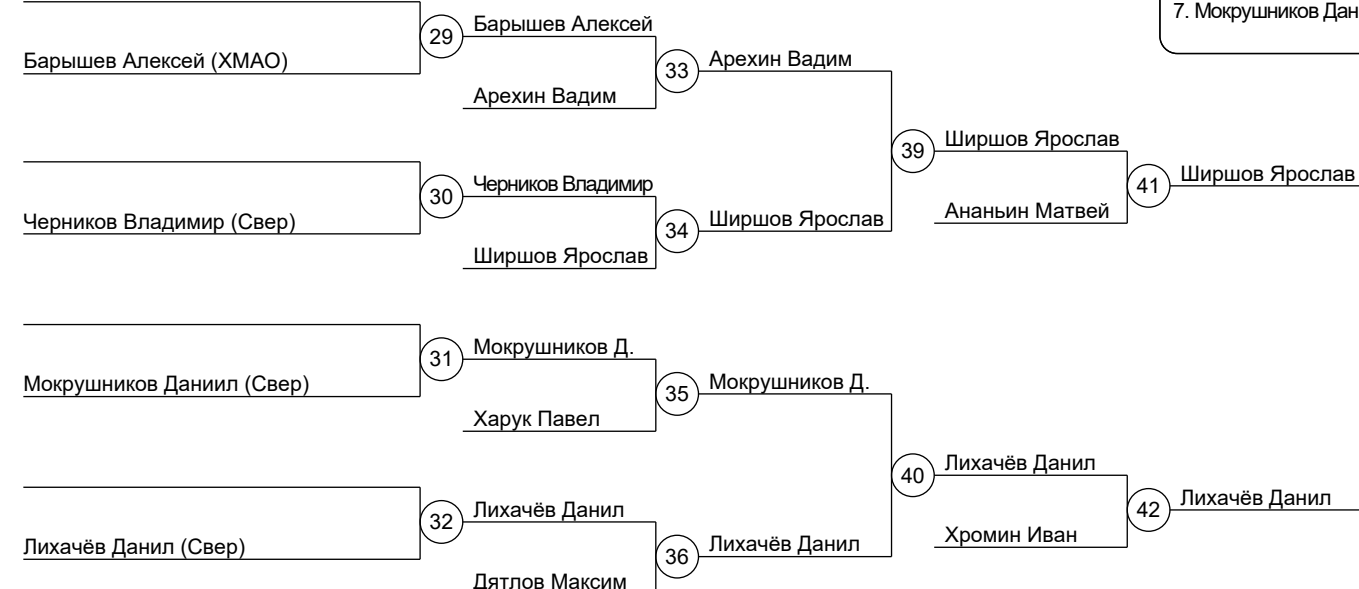 7. Мокрушников Дан
Барышев Алексей (ХМАО)
29
Барышев Алексей
Арехин Вадим
33
Арехин Вадим
Черников Владимир (Свер)
30
Черников Владимир
Ширшов Ярослав
34
Ширшов Ярослав
39
Ширшов Ярослав
Ананьин Матвей
41
Ширшов Ярослав
Мокрушников Даниил (Свер)
31
Мокрушников Д.
Харук Павел
35
Мокрушников Д.
Лихачёв Данил (Свер)
32
Лихачёв Данил
Дятлов Максим
36
Лихачёв Данил
40
Лихачёв Данил
Хромин Иван
42
Лихачёв Данил